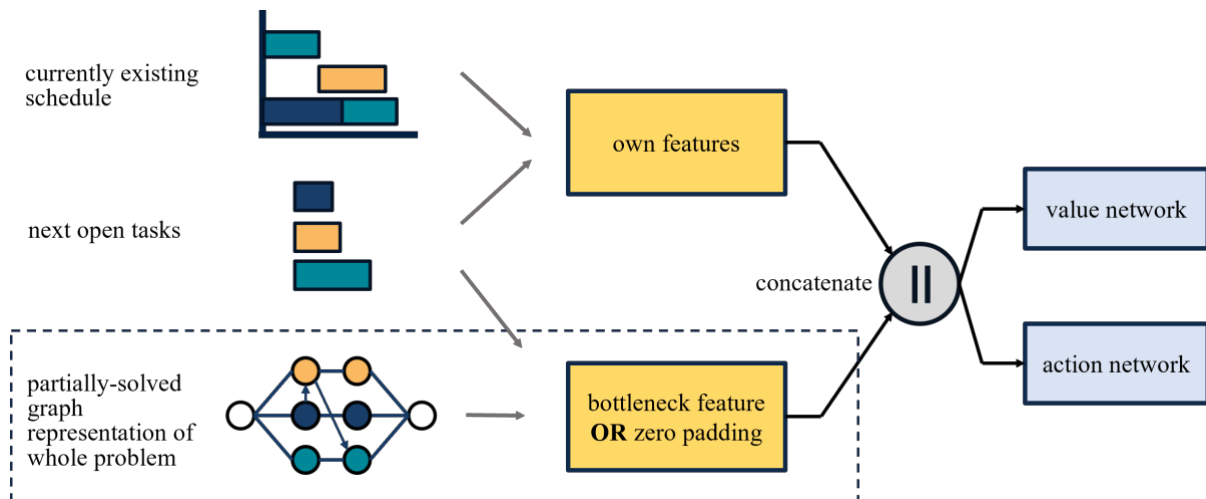 currently existing
schedule
own features
next open tasks
value network
concatenate
||
partially-solved
graph
representation of
whole problem
bottleneck feature
OR zero padding
action network